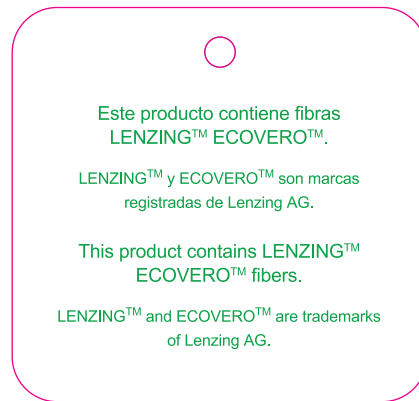 Este producto contiene fibras
LENZING™ ECOVERO™.
LENZING™ y ECOVERO™ son marcas
registradas de Lenzing AG.
This product contains LENZING™
ECOVERO™ fibers.
LENZING™ and ECOVERO™ are trademarks
of Lenzing AG.